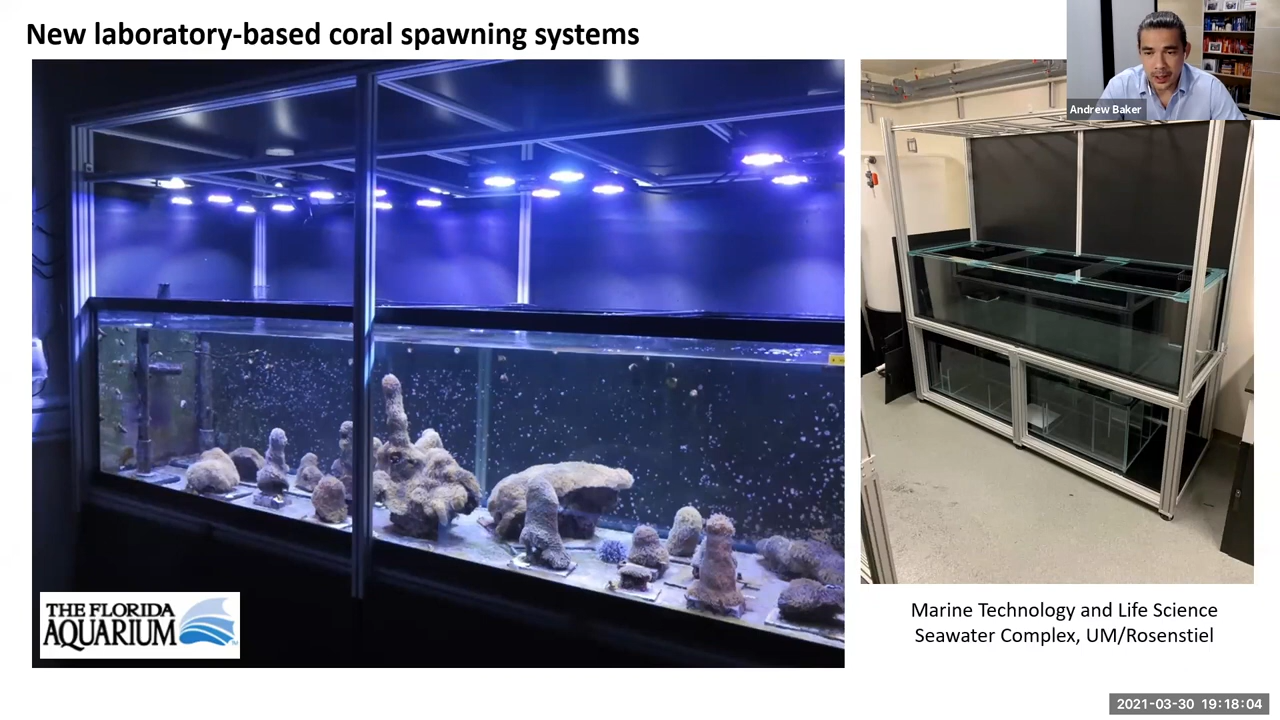 New laboratory-based coral spawning systems
Andrew Baker
THE FLORIDA
AQUARIUM
Marine Technology and Life Science
Seawater Complex, UM/Rosenstiel
2021-03-30 19:18:04